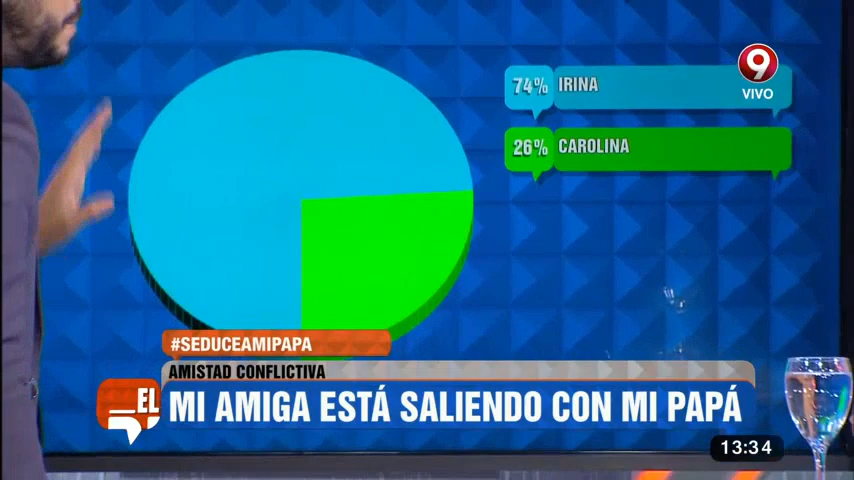 9
VIVO
74% IRINA
26% CAROLINA
#SEDUCEAMIPAPA
AMISTAD CONFLICTIVA
EL
MI AMIGA ESTÁ SALIENDO CON MI PAPÁ
13:34